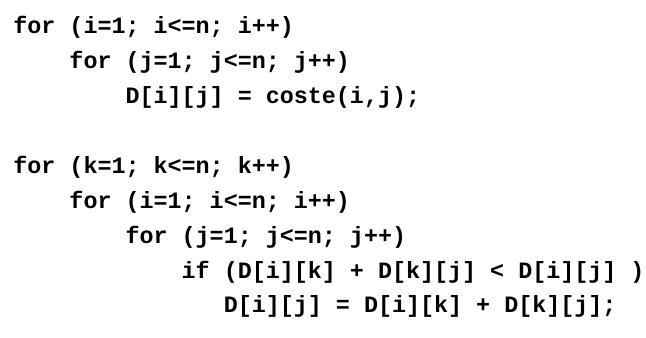 for (i=1; i<=n; i++)
    for (j=1; j<=n; j++)
        D[i][j] = coste(i,j);

for (k=1; k<=n; k++)
    for (i=1; i<=n; i++)
        for (j=1; j<=n; j++)
            if (D[i][k] + D[k][j] < D[i][j] )
               D[i][j] = D[i][k] + D[k][j];